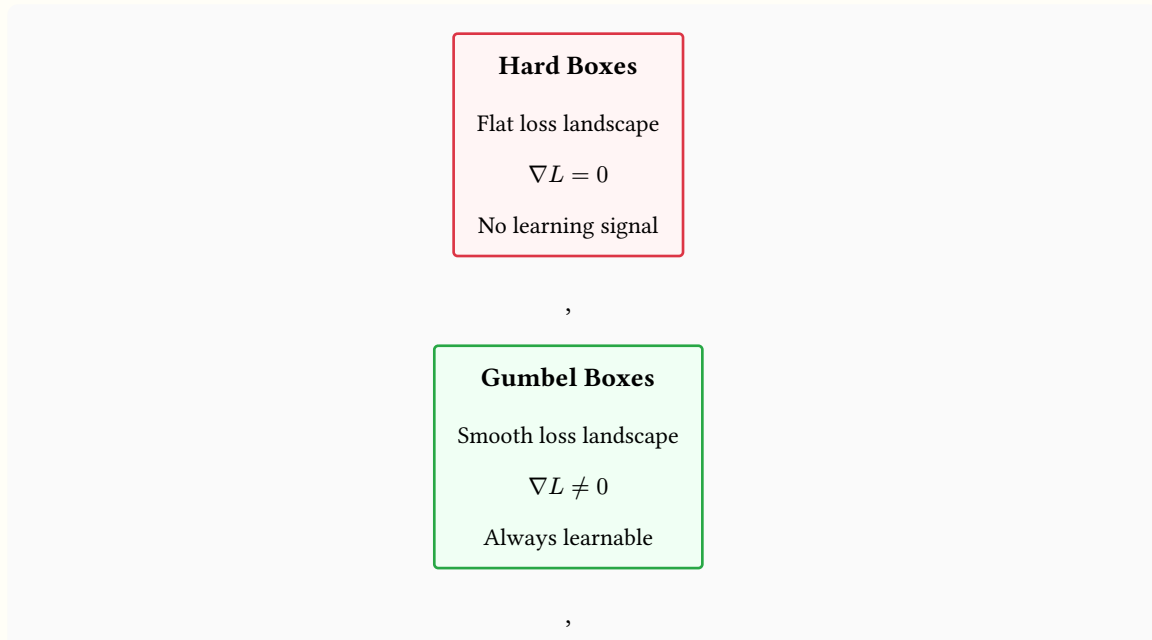 Hard Boxes
Flat loss landscape
∇L = 0
No learning signal
,
Gumbel Boxes
Smooth loss landscape
∇L ≠ 0
Always learnable
,